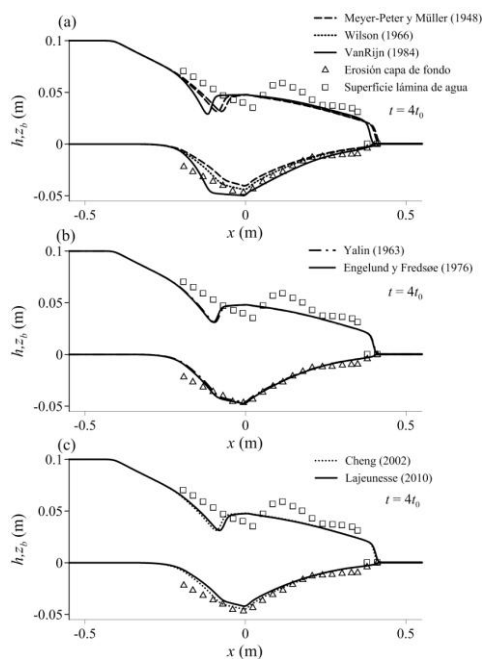 (a)
Meyer-Peter y Müller (1948)
Wilson (1966)
VanRijn (1984)
Erosión capa de fondo
Superficie lámina de agua
t = 4t₀
h,z_b (m)
0.1
0.05
0
-0.05
-0.5
0
0.5
x (m)
(b)
Yalin (1963)
Engelund y Fredsøe (1976)
t = 4t₀
h,z_b (m)
0.1
0.05
0
-0.05
-0.5
0
0.5
x (m)
(c)
Cheng (2002)
Lajeunesse (2010)
t = 4t₀
h,z_b (m)
0.1
0.05
0
-0.05
-0.5
0
0.5
x (m)